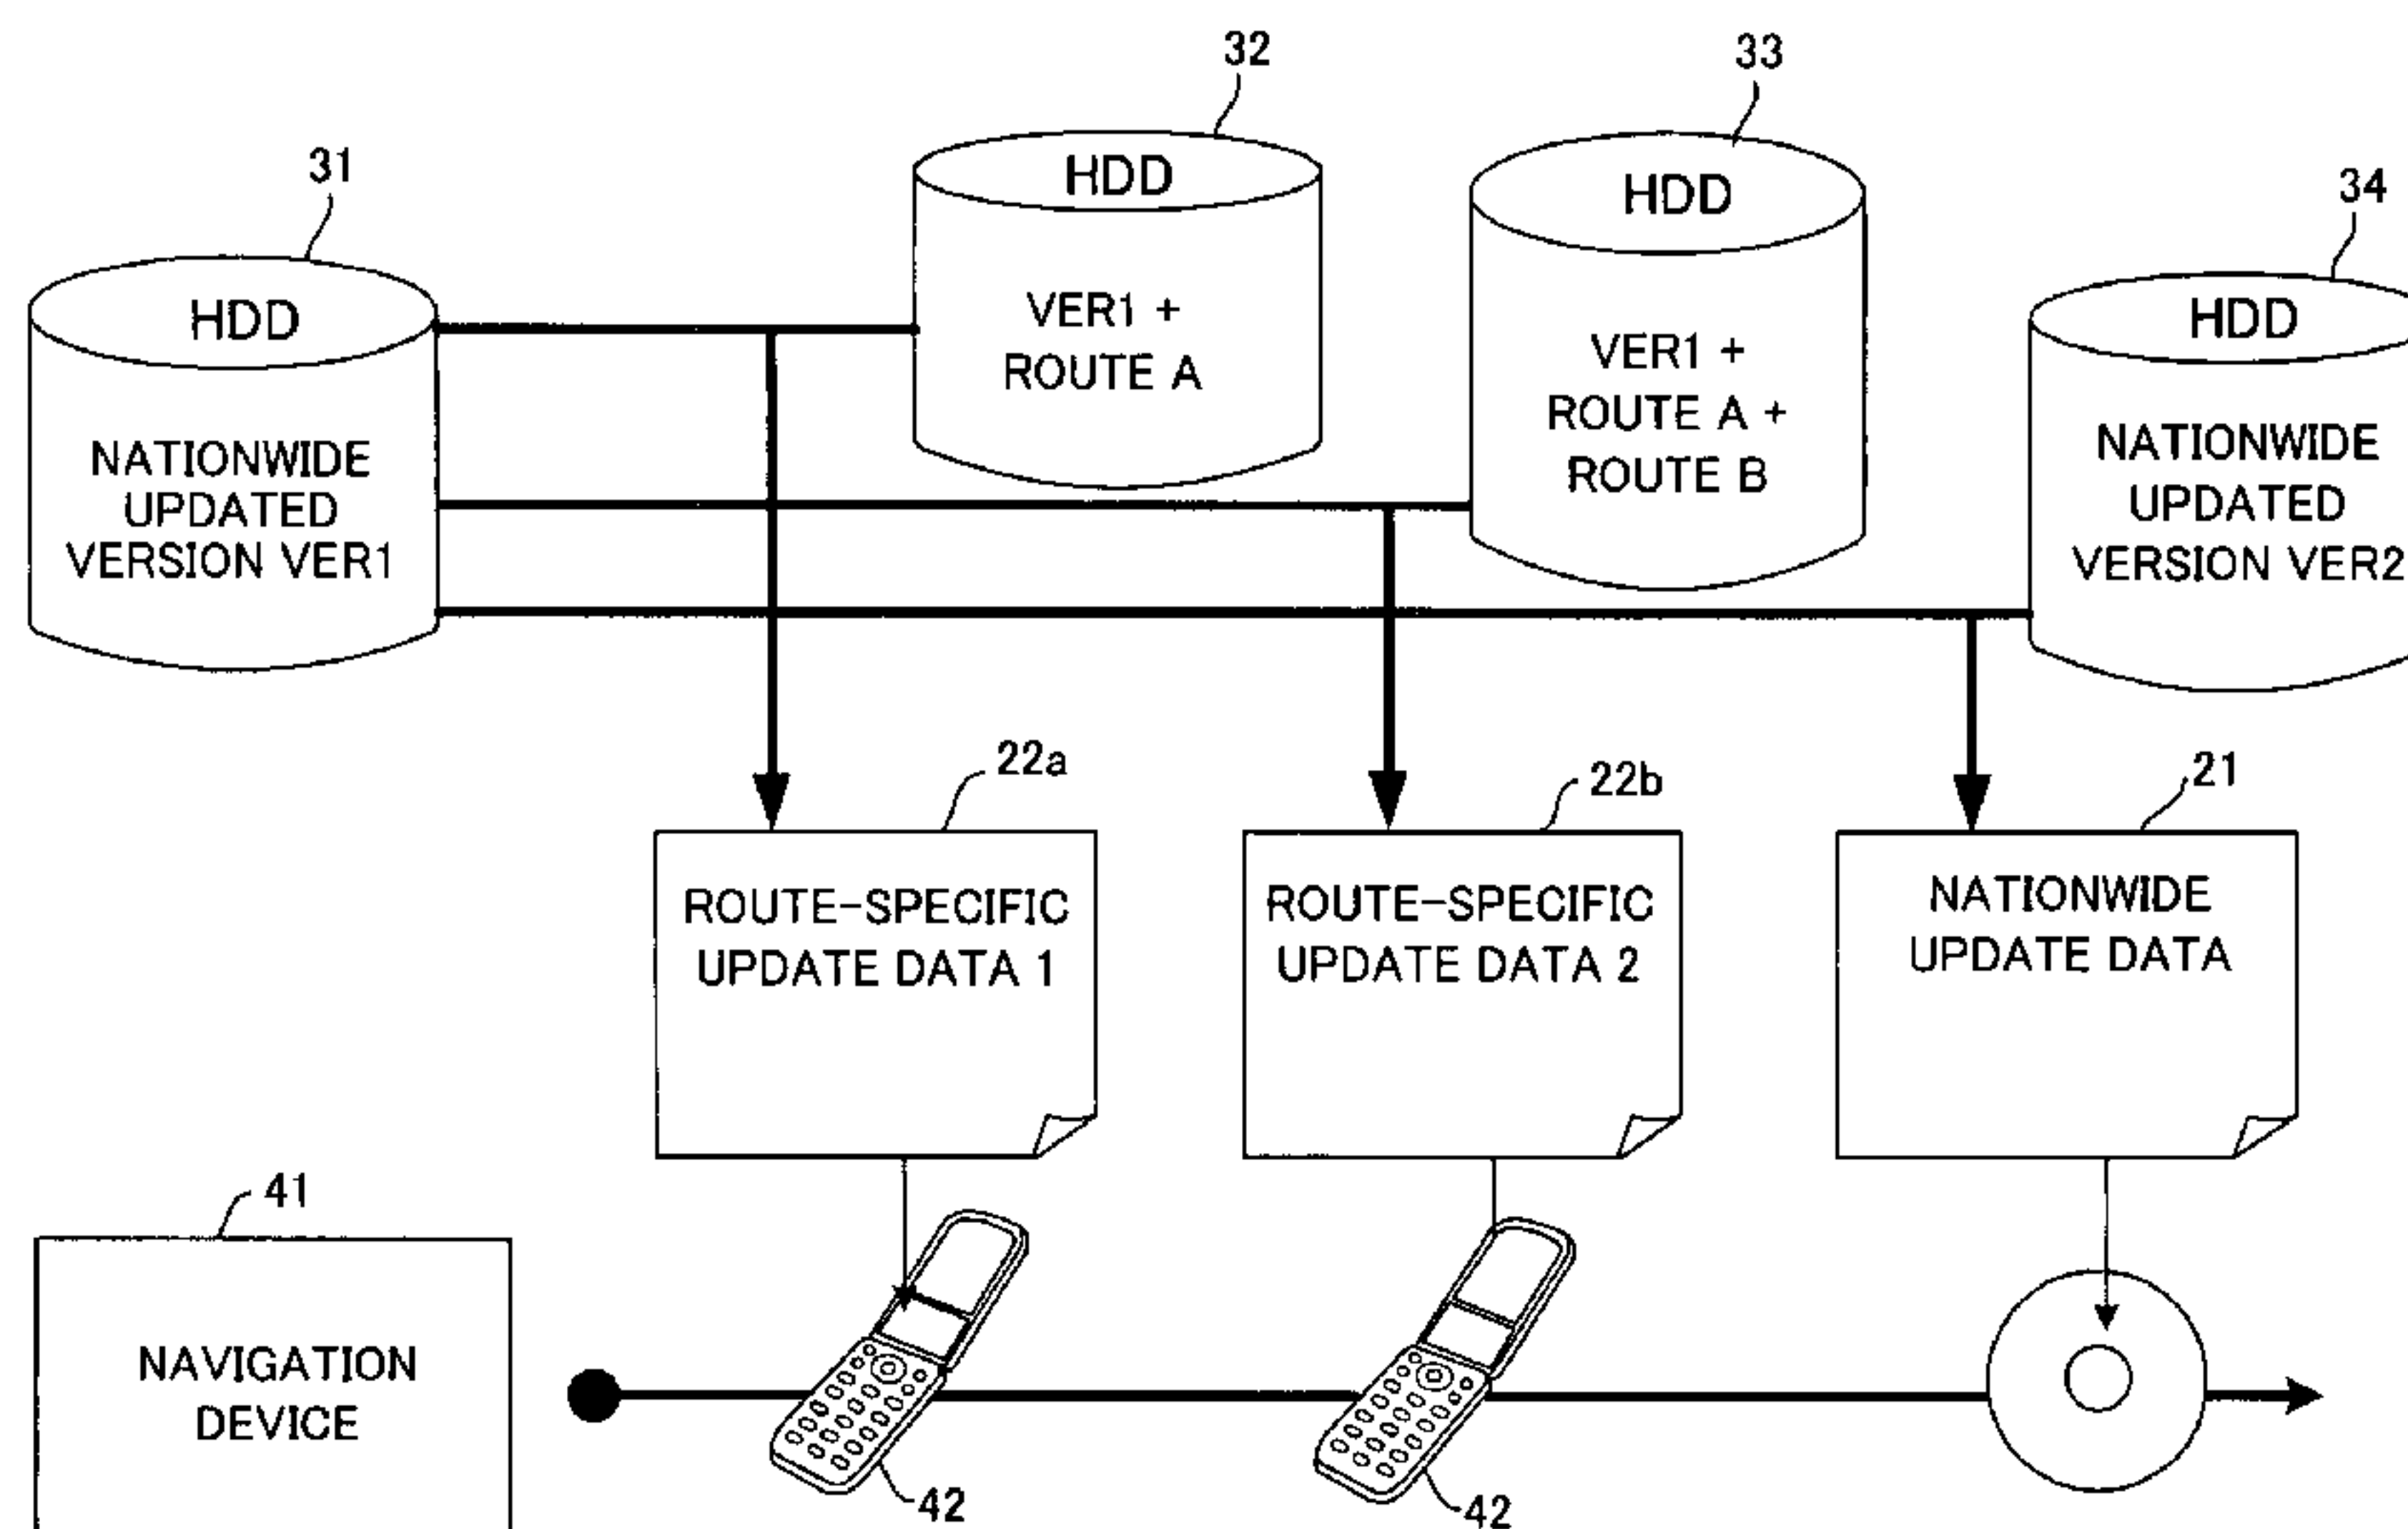 32
33
31
34
HDD
VER1 +
ROUTE A
HDD
VER1 +
ROUTE A +
ROUTE B
HDD
NATIONWIDE
UPDATED
VERSION VER1
HDD
NATIONWIDE
UPDATED
VERSION VER2
22a
22b
21
ROUTE-SPECIFIC
UPDATE DATA 1
ROUTE-SPECIFIC
UPDATE DATA 2
NATIONWIDE
UPDATE DATA
41
NAVIGATION
DEVICE
42
42